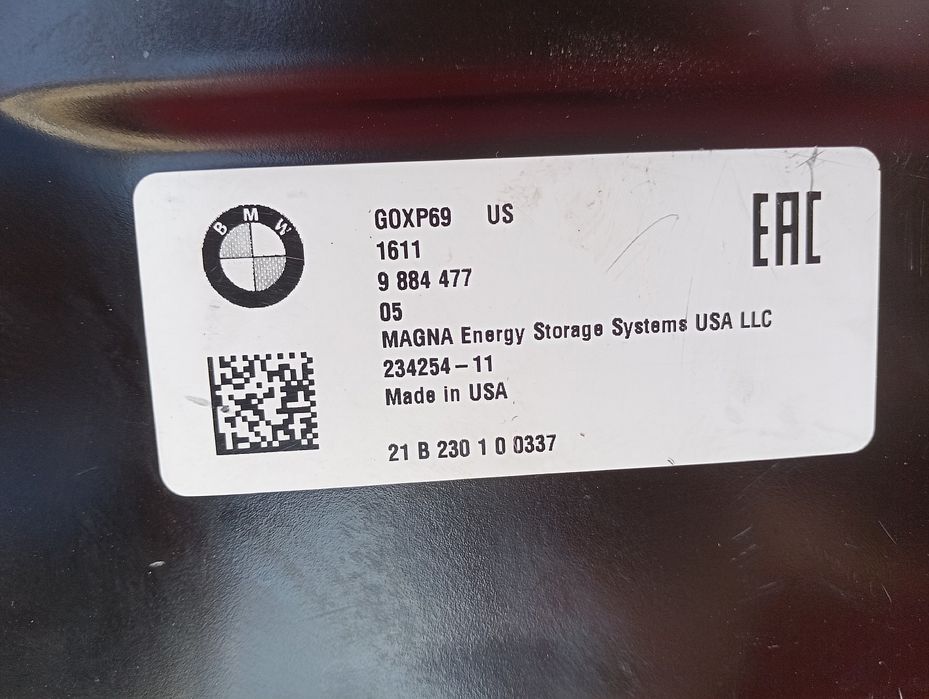 BMW
GOXP69 US
EAC
1611
9 884 477
05
MAGNA Energy Storage Systems USA LLC
234254-11
Made in USA
21 B 230 1 0 0337